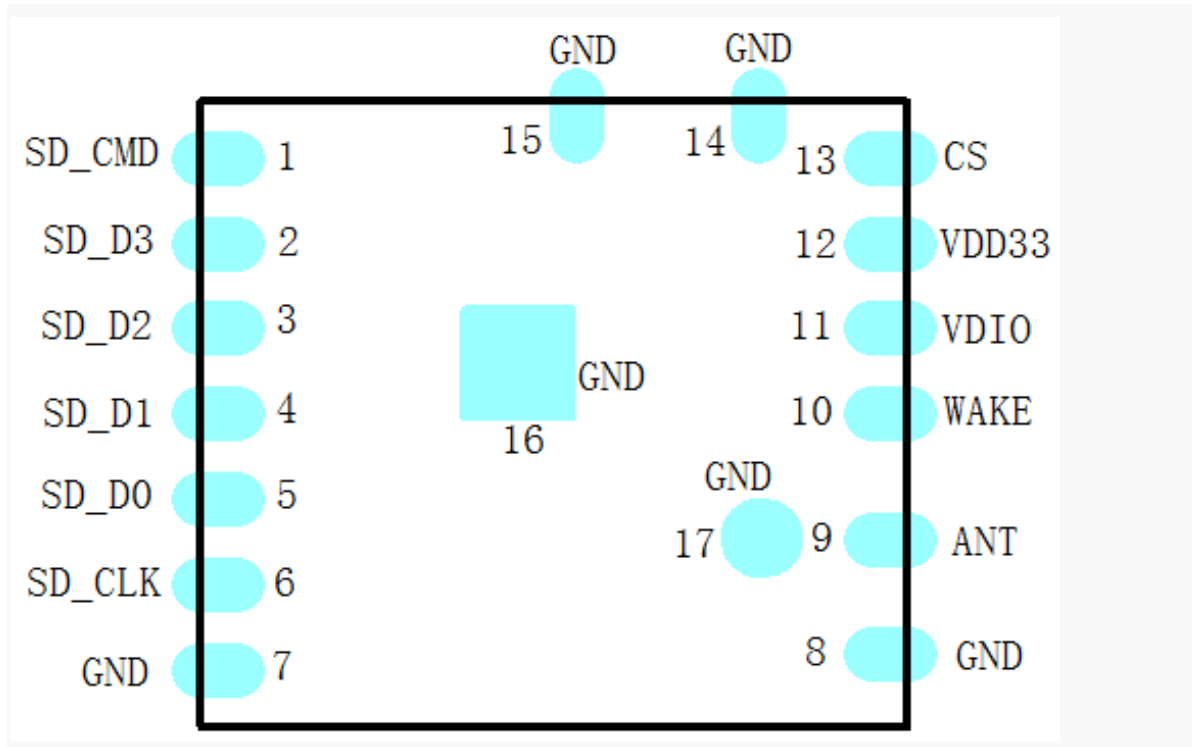 GND GND
SD_CMD 1 15 14 13 CS
SD_D3 2 12 VDD33
SD_D2 3 11 VDIO
GND
SD_D1 4 10 WAKE
16
GND
SD_D0 5
17 9 ANT
SD_CLK 6
GND 7 8 GND